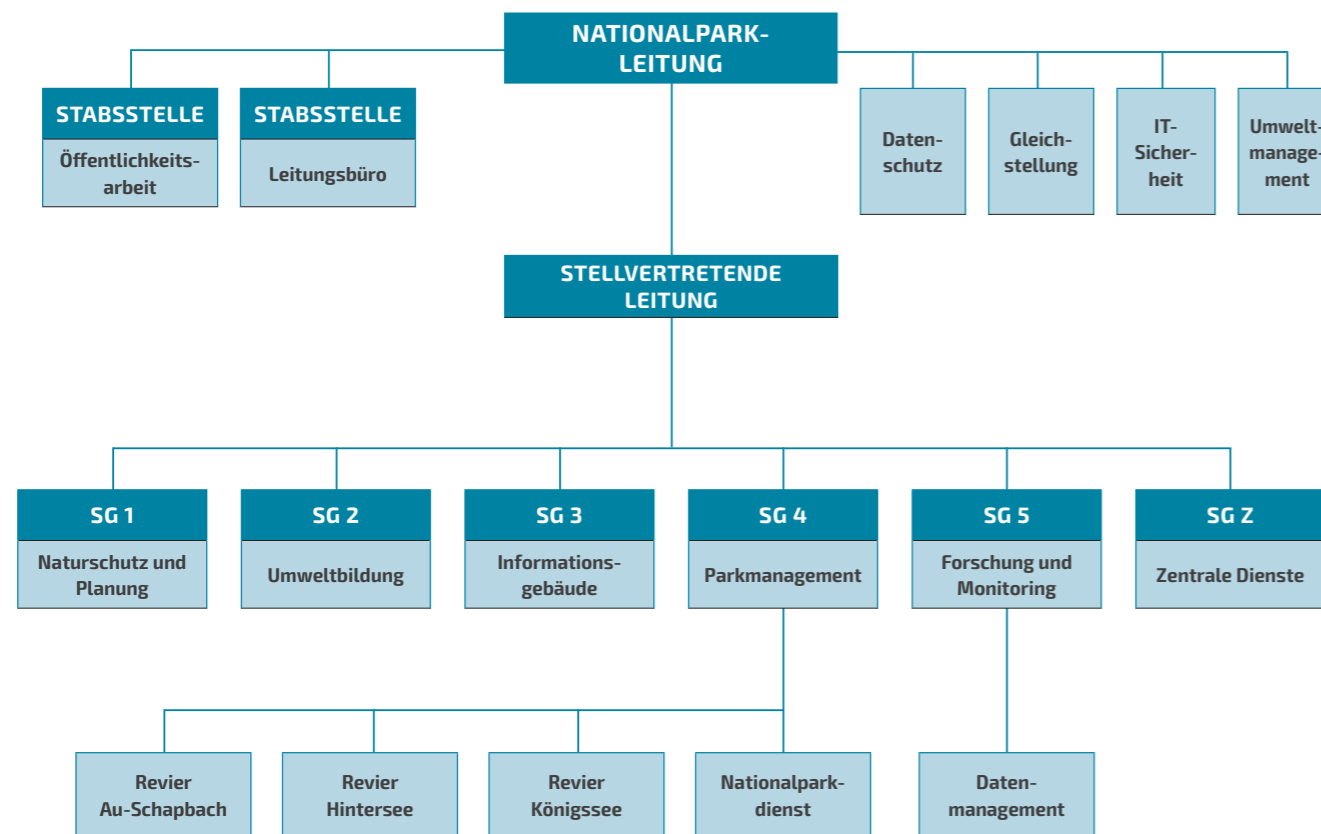 NATIONALPARK-
LEITUNG
STABSSTELLE
Öffentlichkeits-
arbeit
STABSSTELLE
Leitungsbüro
Daten-
schutz
Gleich-
stellung
IT-
Sicher-
heit
Umwelt-
manage-
ment
STELLVERTRETENDE
LEITUNG
SG 1
Naturschutz und
Planung
SG 2
Umweltbildung
SG 3
Informations-
gebäude
SG 4
Parkmanagement
SG 5
Forschung und
Monitoring
SG Z
Zentrale Dienste
Revier
Au-Schapbach
Revier
Hintersee
Revier
Königssee
Nationalpark-
dienst
Daten-
management